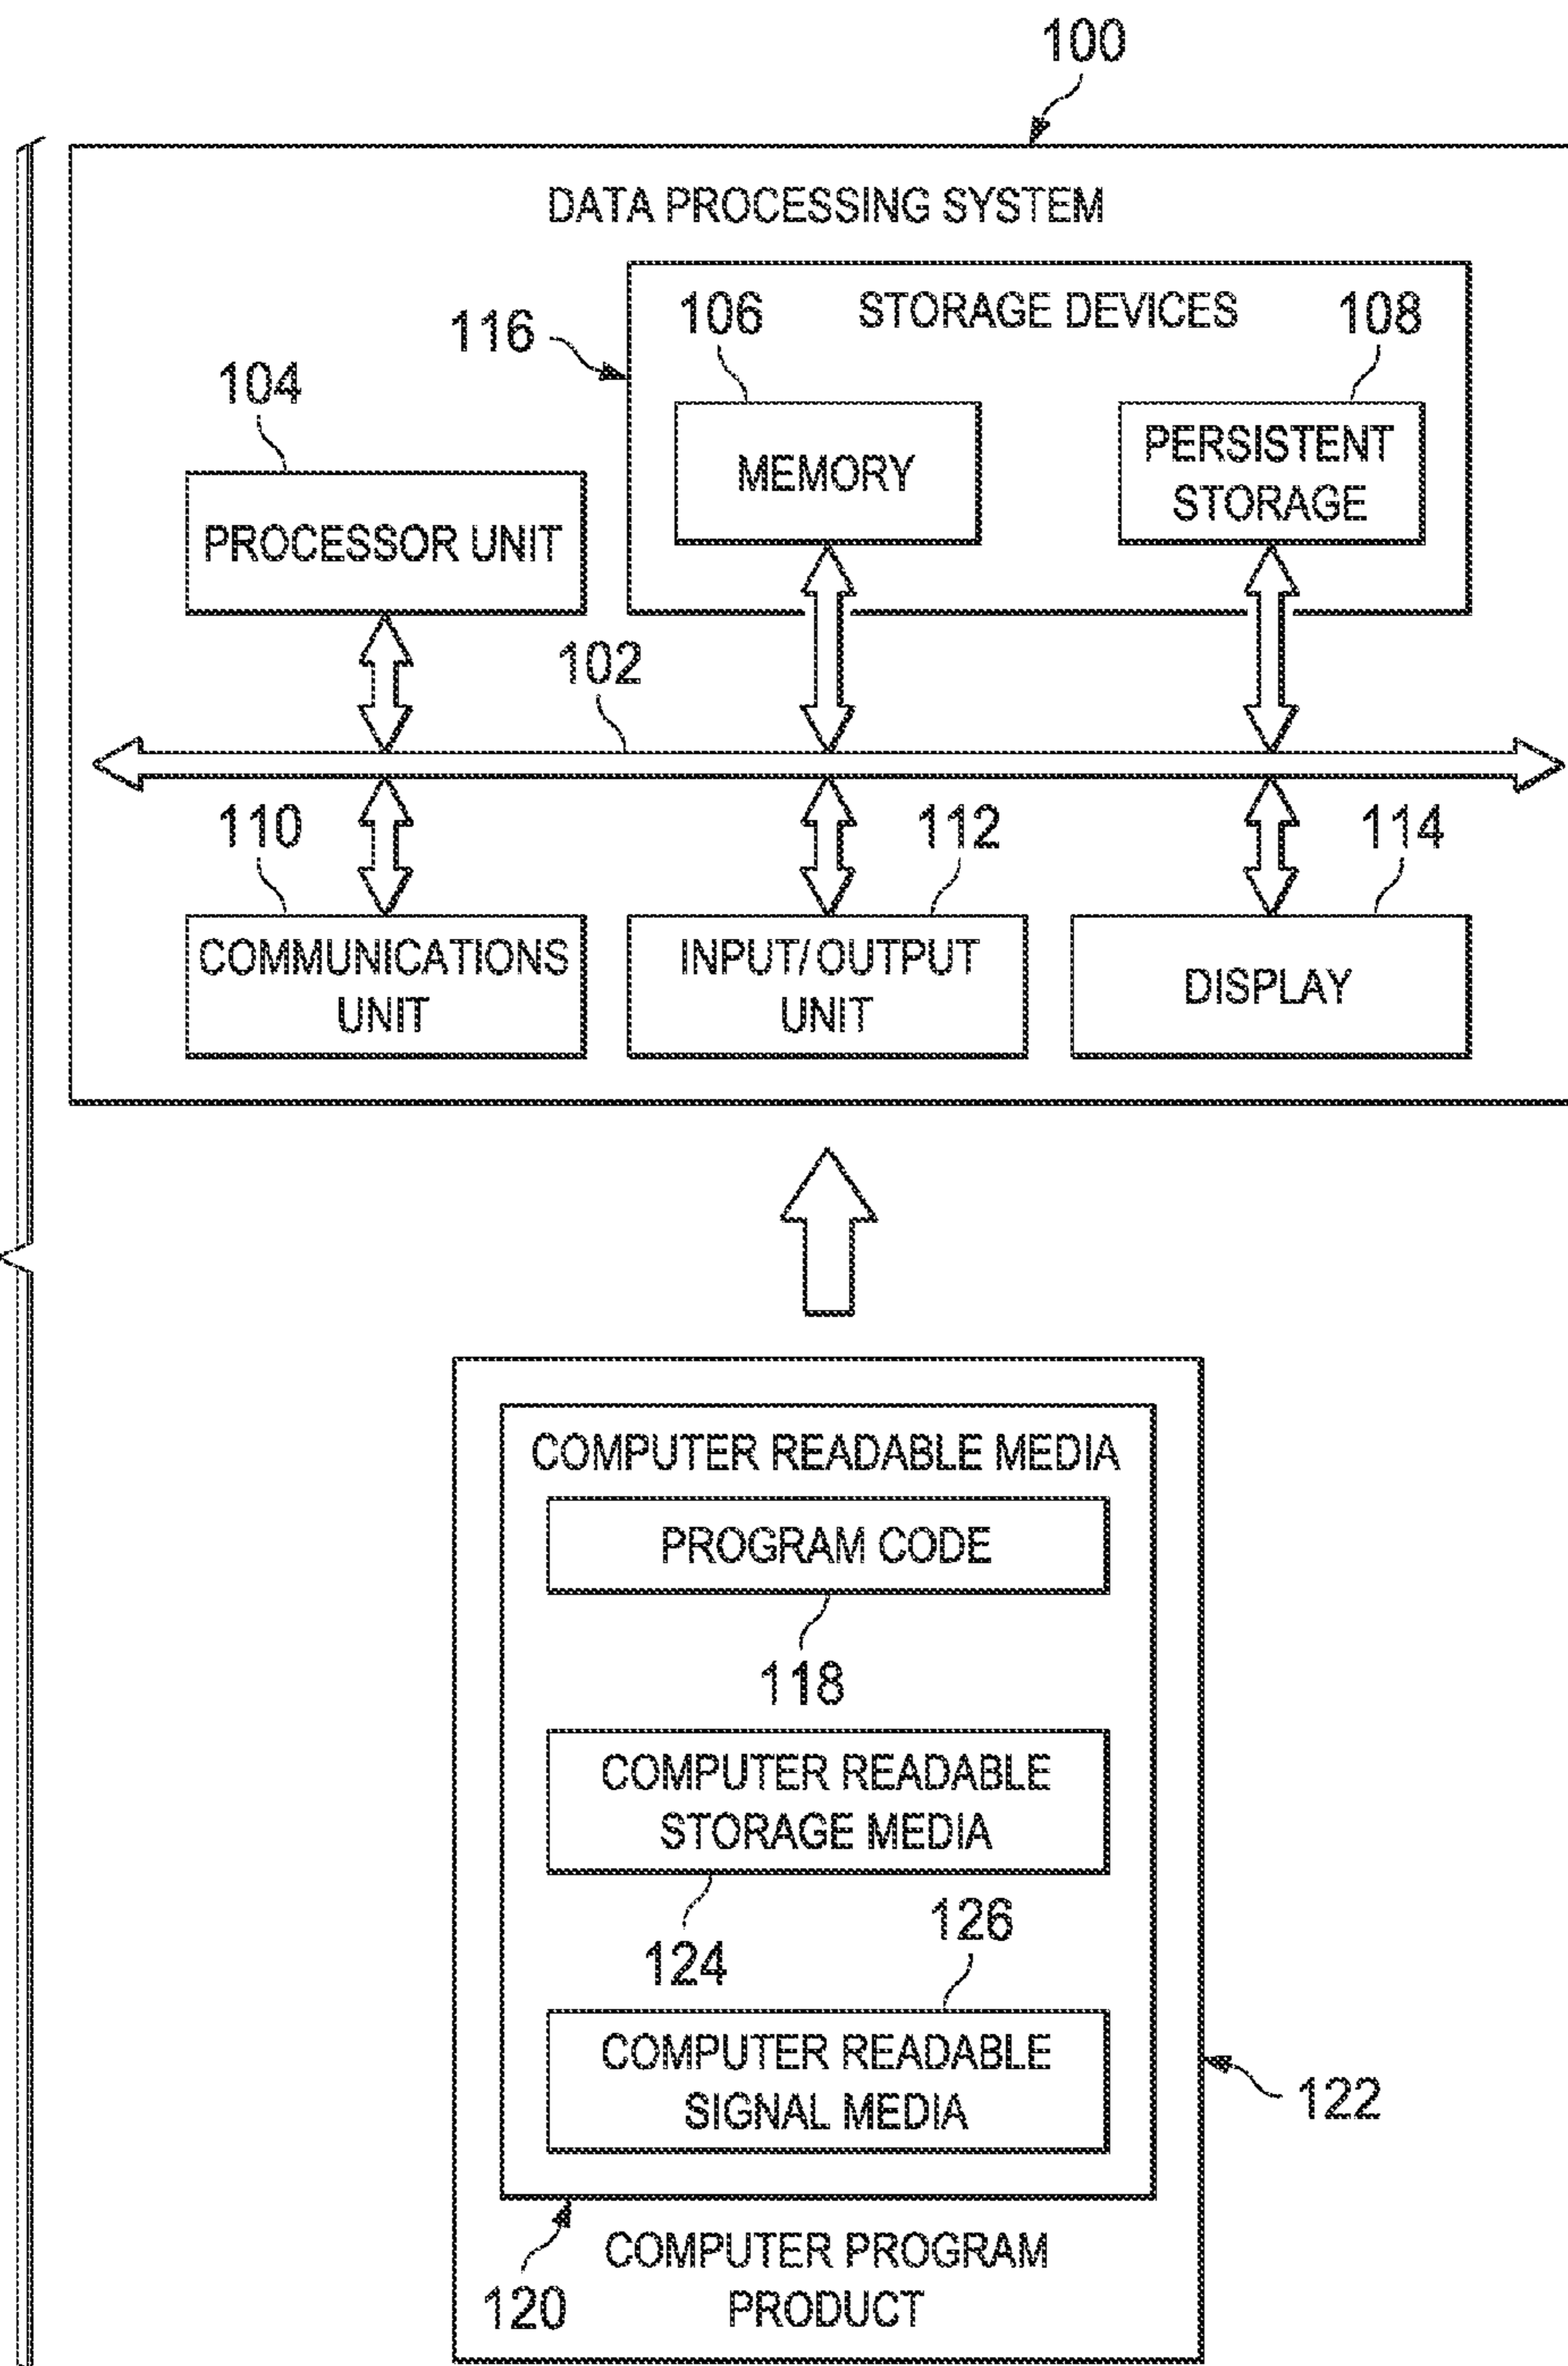 100
DATA PROCESSING SYSTEM
106
STORAGE DEVICES
108
116
104
MEMORY
PERSISTENT
STORAGE
PROCESSOR UNIT
102
110
112
114
COMMUNICATIONS
UNIT
INPUT/OUTPUT
UNIT
DISPLAY
COMPUTER READABLE MEDIA
PROGRAM CODE
118
COMPUTER READABLE
STORAGE MEDIA
124
126
COMPUTER READABLE
SIGNAL MEDIA
122
120
COMPUTER PROGRAM
PRODUCT